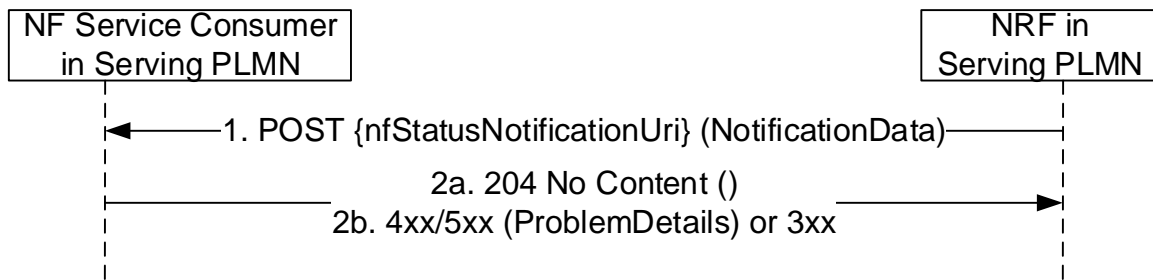 NF Service Consumer
in Serving PLMN
NRF in
Serving PLMN
1. POST {nfStatusNotificationUri} (NotificationData)
2a. 204 No Content ()
2b. 4xx/5xx (ProblemDetails) or 3xx